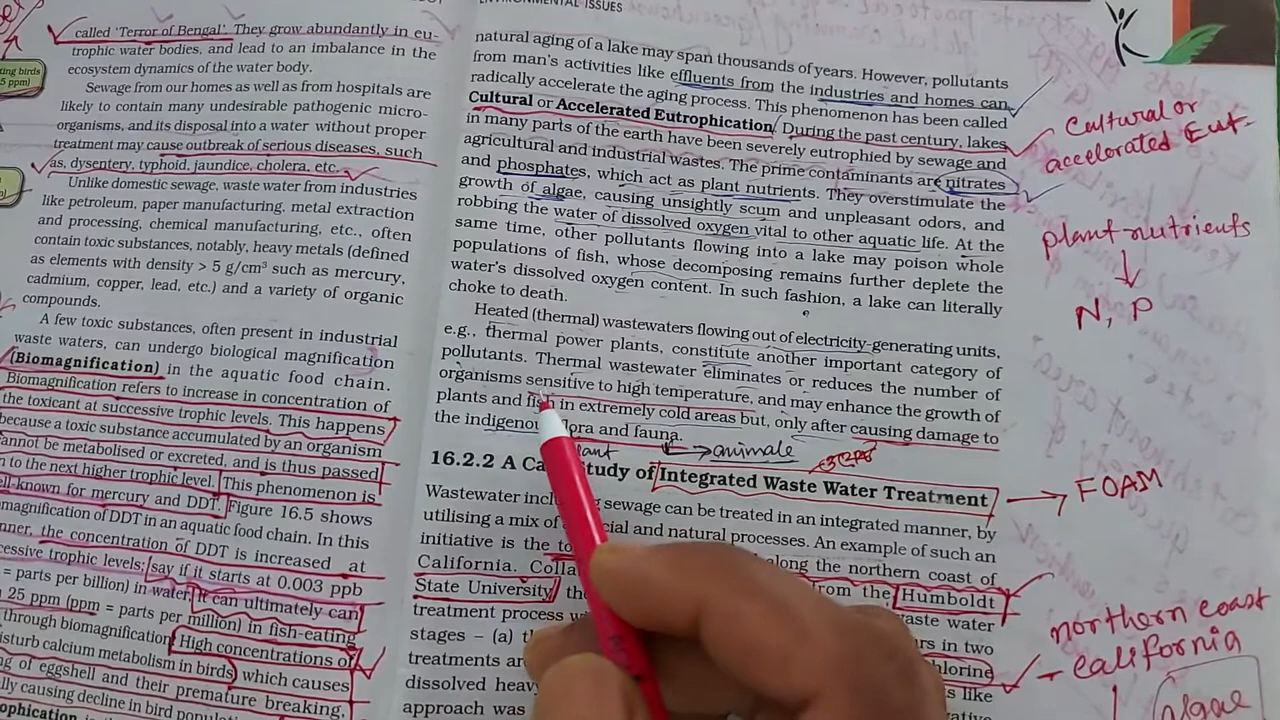 ENVIRONMENTAL ISSUES
called 'Terror of Bengal'. They grow abundantly in eu-
trophic water bodies, and lead to an imbalance in the
ecosystem dynamics of the water body.
Sewage from our homes as well as from hospitals are
likely to contain many undesirable pathogenic micro-
organisms, and its disposal into a water without proper
treatment may cause outbreak of serious diseases, such
as, dysentery, typhoid, jaundice, cholera, etc.
Unlike domestic sewage, waste water from industries
like petroleum, paper manufacturing, metal extraction
and processing, chemical manufacturing, etc., often
contain toxic substances, notably, heavy metals (defined
as elements with density > 5 g/cm³ such as mercury,
cadmium, copper, lead, etc.) and a variety of organic
compounds.
A few toxic substances, often present in industrial
waste waters, can undergo biological magnification
(Biomagnification) in the aquatic food chain.
Biomagnification refers to increase in concentration of
the toxicant at successive trophic levels. This happens
because a toxic substance accumulated by an organism
cannot be metabolised or excreted, and is thus passed
to the next higher trophic level. This phenomenon is
well-known for mercury and DDT. Figure 16.5 shows
magnification of DDT in an aquatic food chain. In this
the concentration of DDT is increased at
successive trophic levels; say if it starts at 0.003 ppb
= parts per billion) in water, it can ultimately can
25 ppm (ppm = parts per million) in fish-eating
through biomagnification. High concentrations of
disturb calcium metabolism in birds, which causes
of eggshell and their premature breaking,
causing decline in bird
ting birds
5 ppm)
natural aging of a lake may span thousands of years. However, pollutants
from man's activities like effluents from the industries and homes can
radically accelerate the aging process. This phenomenon has been called
Cultural or Accelerated Eutrophication. During the past century, lakes
in many parts of the earth have been severely eutrophied by sewage and
agricultural and industrial wastes. The prime contaminants are nitrates
and phosphates, which act as plant nutrients. They overstimulate the
growth of algae, causing unsightly scum and unpleasant odors, and
robbing the water of dissolved oxygen vital to other aquatic life. At the
same time, other pollutants flowing into a lake may poison whole
populations of fish, whose decomposing remains further deplete the
water's dissolved oxygen content. In such fashion, a lake can literally
choke to death.
Heated (thermal) wastewaters flowing out of electricity-generating units,
e.g., thermal power plants, constitute another important category of
pollutants. Thermal wastewater eliminates or reduces the number of
organisms sensitive to high temperature, and may enhance the growth of
plants and fish in extremely cold areas but, only after causing damage to
the indigenous flora and fauna.
animale
16.2.2 A Case Study of Integrated Waste Water Treatment
Wastewater including sewage can be treated in an integrated manner, by
utilising a mix of artificial and natural processes. An example of such an
initiative is the along the northern coast of
California. from the Humboldt
State University, waste water
treatment process in two
stages – (a) chlorine
treatments like
dissolved
approach was
Cultural or
accelorated Eut-
plant nutrients
N, P
FOAM
northern coast
california
algae